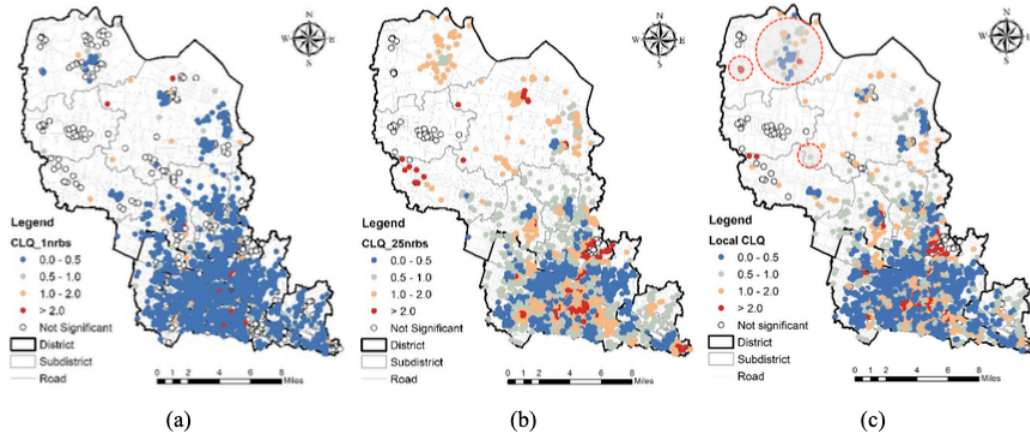 N
W E
S
Legend
CLQ_1nrbs
0.0 - 0.5
0.5 - 1.0
1.0 - 2.0
> 2.0
Not Significant
District
Subdistrict
Road
0 1 2 4 6 8
Miles
(a)
N
W E
S
Legend
CLQ_25nrbs
0.0 - 0.5
0.5 - 1.0
1.0 - 2.0
> 2.0
Not Significant
District
Subdistrict
Road
0 1 2 4 6 8
Miles
(b)
N
W E
S
Legend
Local CLQ
0.0 - 0.5
0.5 - 1.0
1.0 - 2.0
> 2.0
Not significant
District
Subdistrict
Road
0 1 2 4 6 8
Miles
(c)